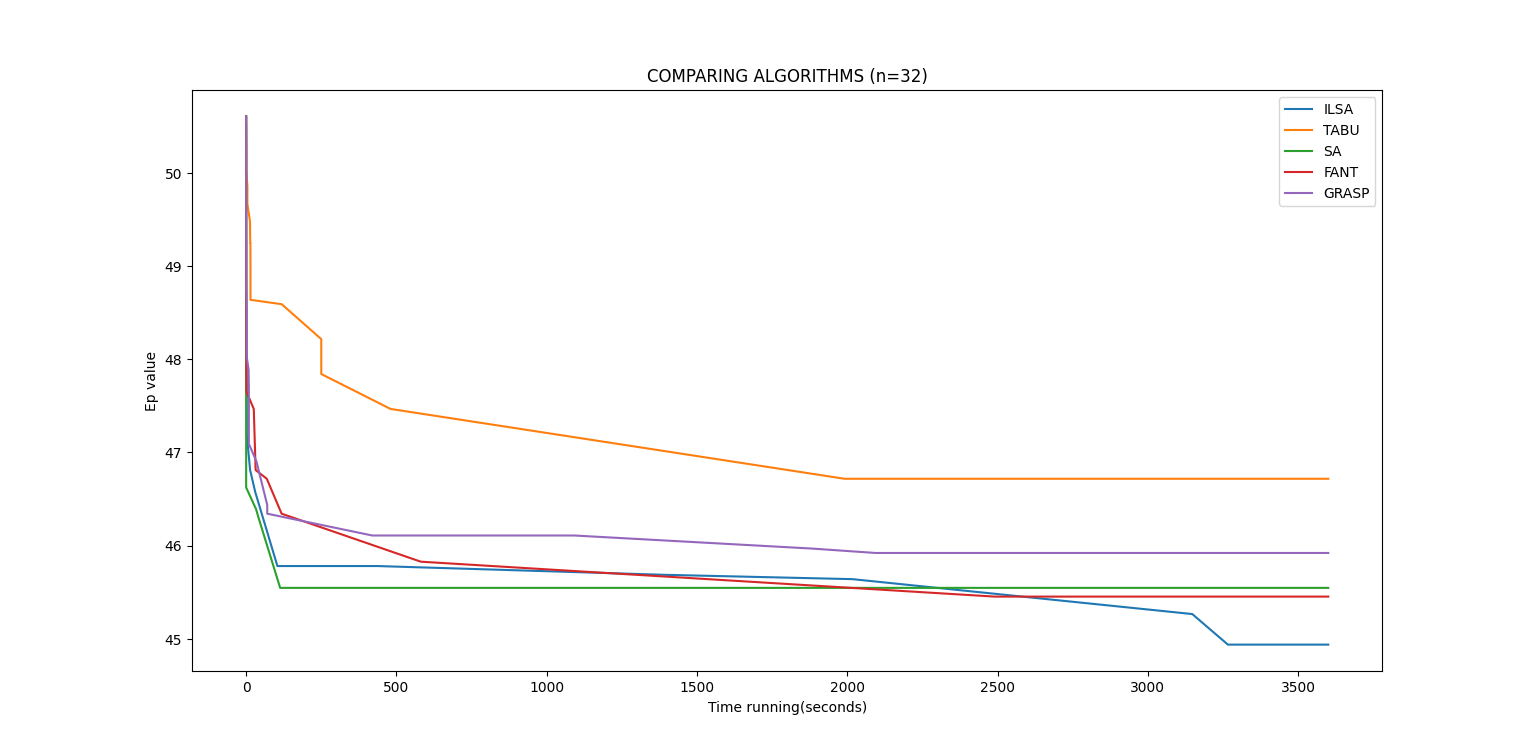 COMPARING ALGORITHMS (n=32)
ILSA
TABU
SA
FANT
GRASP
50
49
48
47
46
45
Ep value
0 500 1000 1500 2000 2500 3000 3500
Time running(seconds)